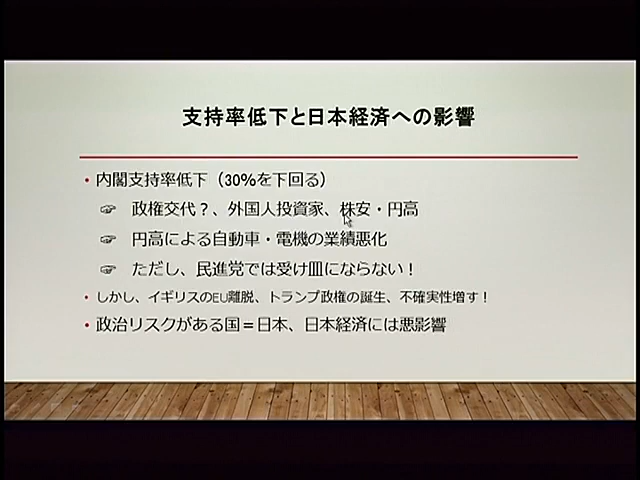 支持率低下と日本経済への影響
・内閣支持率低下（30%を下回る）
☞ 政権交代？、外国人投資家、株安・円高
☞ 円高による自動車・電機の業績悪化
☞ ただし、民進党では受け皿にならない！
・しかし、イギリスのEU離脱、トランプ政権の誕生、不確実性増す！
・政治リスクがある国＝日本、日本経済には悪影響